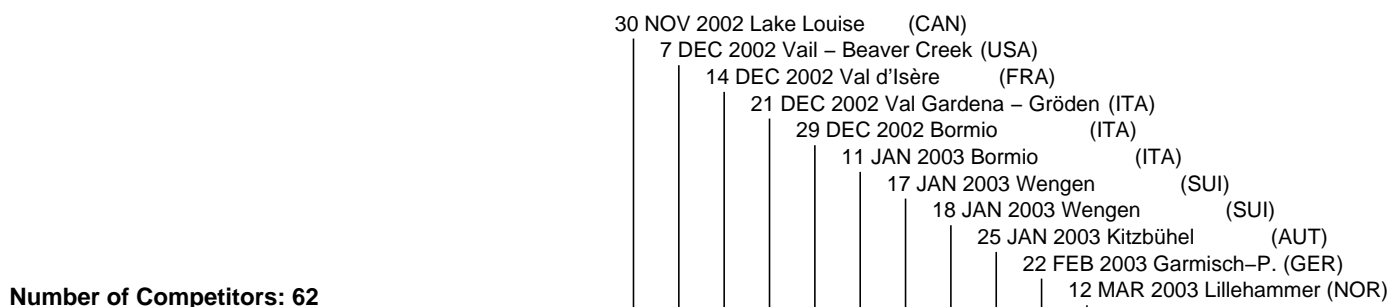 30 NOV 2002 Lake Louise (CAN)
7 DEC 2002 Vail – Beaver Creek (USA)
14 DEC 2002 Val d'Isère (FRA)
21 DEC 2002 Val Gardena – Gröden (ITA)
29 DEC 2002 Bormio (ITA)
11 JAN 2003 Bormio (ITA)
17 JAN 2003 Wengen (SUI)
18 JAN 2003 Wengen (SUI)
25 JAN 2003 Kitzbühel (AUT)
22 FEB 2003 Garmisch–P. (GER)
12 MAR 2003 Lillehammer (NOR)
Number of Competitors: 62